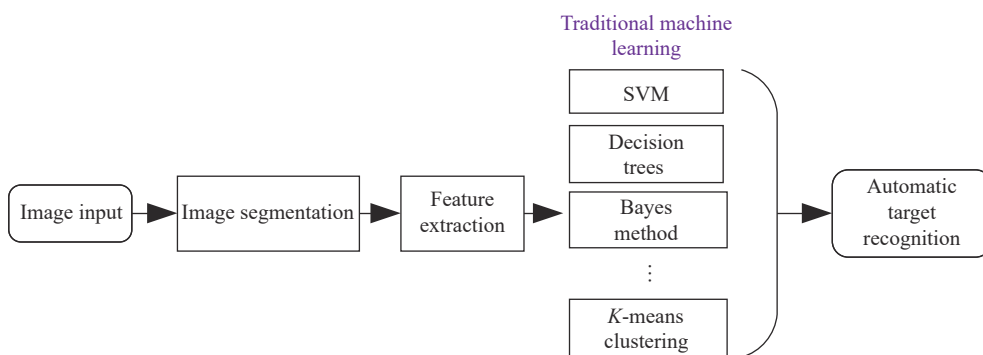 Traditional machine
learning
SVM
Decision
trees
Image input
Image segmentation
Feature
extraction
Bayes
method
⋮
K-means
clustering
Automatic
target
recognition